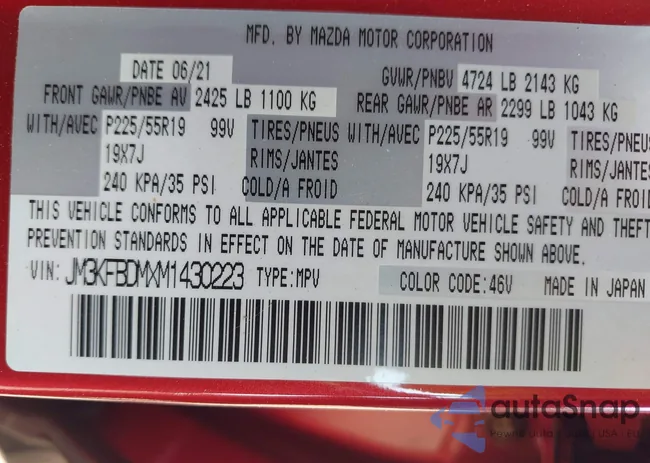 MFD. BY MAZDA MOTOR CORPORATION
DATE 06/21 GVWR/PNBV 4724 LB 2143 KG
FRONT GAWR/PNBE AV 2425 LB 1100 KG REAR GAWR/PNBE AR 2299 LB 1043 KG
WITH/AVEC P225/55R19 99V TIRES/PNEUS WITH/AVEC P225/55R19 99V TIRES/PNEUS
19X7J RIMS/JANTES 19X7J RIMS/JANTES
240 KPA/35 PSI COLD/A FROID 240 KPA/35 PSI COLD/A FROID
THIS VEHICLE CONFORMS TO ALL APPLICABLE FEDERAL MOTOR VEHICLE SAFETY AND THEFT
PREVENTION STANDARDS IN EFFECT ON THE DATE OF MANUFACTURE SHOWN ABOVE.
VIN: JM3KFBDMXM1430223 TYPE:MPV COLOR CODE:46V MADE IN JAPAN
autoSnap